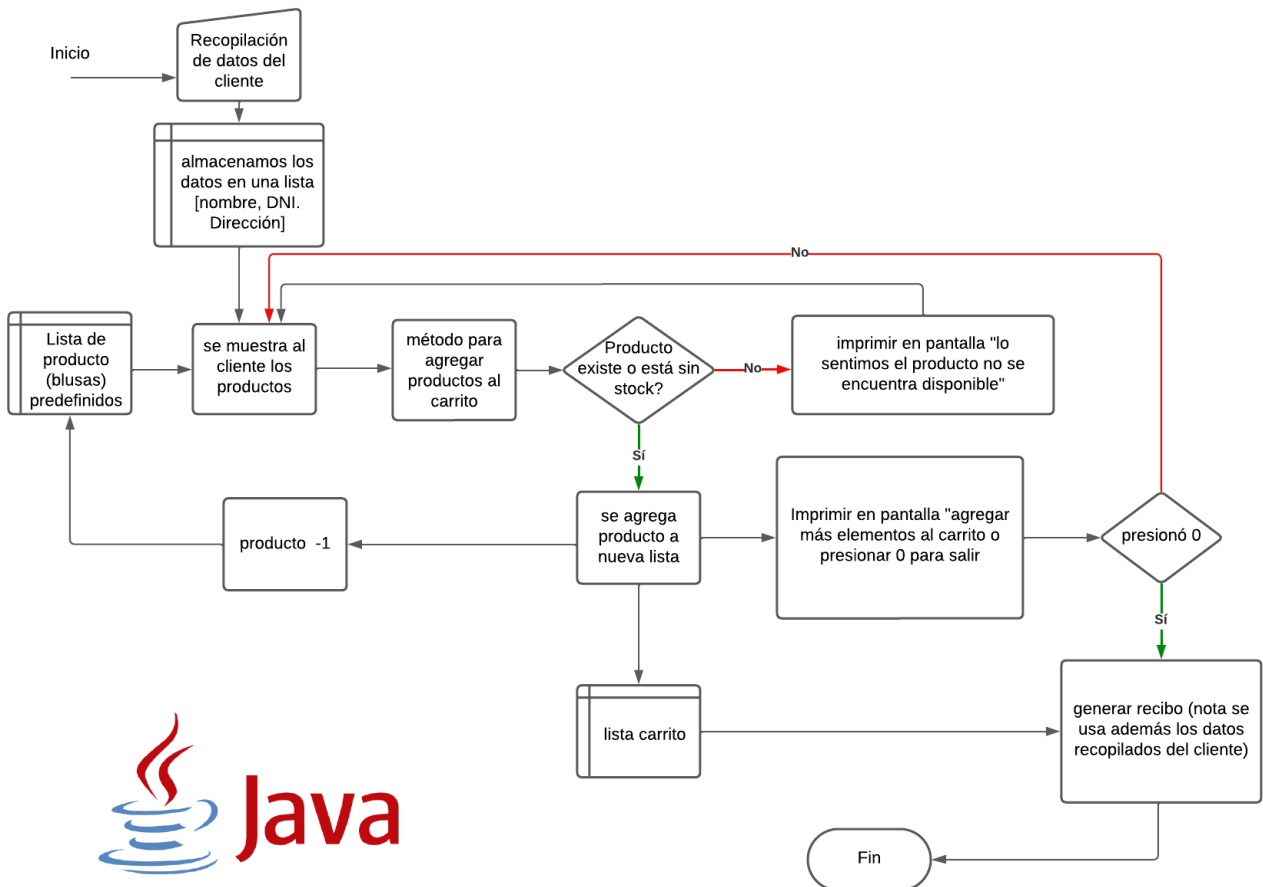 Inicio
Recopilación
de datos del
cliente
almacenamos los
datos en una lista
[nombre, DNI.
Dirección]
No
Lista de
producto
(blusas)
predefinidos
se muestra al
cliente los
productos
método para
agregar
productos al
carrito
Producto
existe o está sin
stock?
No
imprimir en pantalla "lo
sentimos el producto no se
encuentra disponible"
Sí
producto -1
se agrega
producto a
nueva lista
Imprimir en pantalla "agregar
más elementos al carrito o
presionar 0 para salir
presionó 0
Sí
lista carrito
generar recibo (nota se
usa además los datos
recopilados del cliente)
Java
Fin